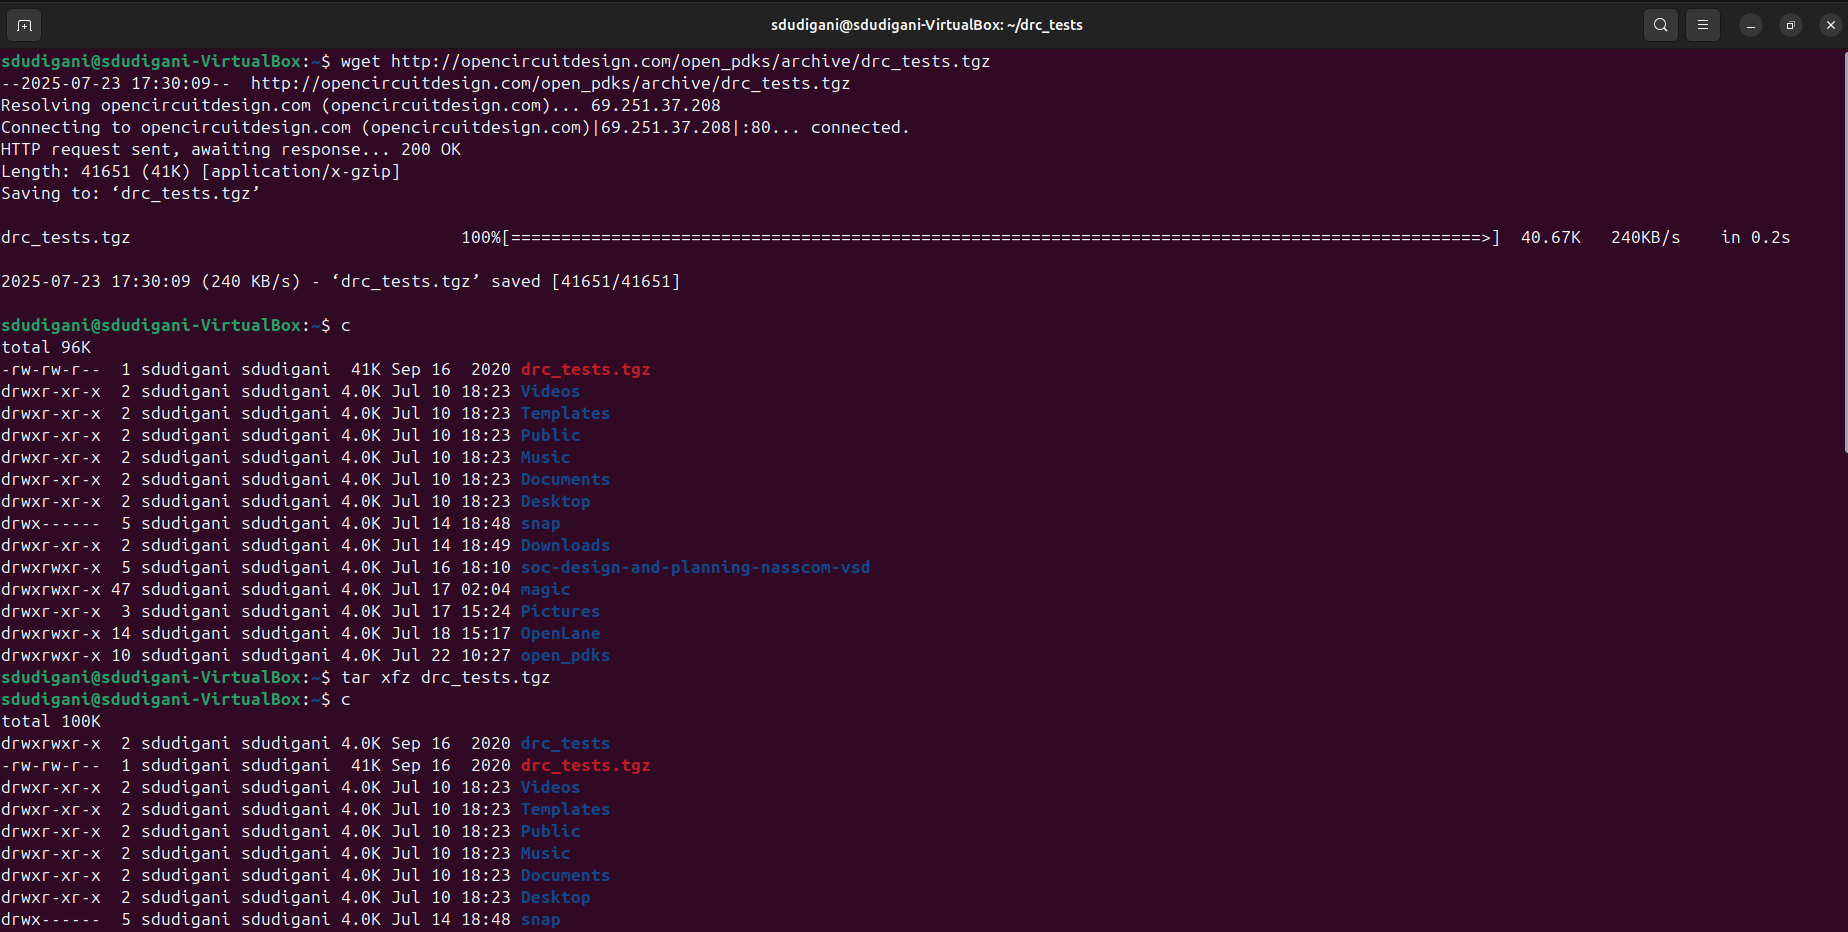 sdudigani@sdudigani-VirtualBox: ~/drc_tests
sdudigani@sdudigani-VirtualBox:~$ wget http://opencircuitdesign.com/open_pdks/archive/drc_tests.tgz
--2025-07-23 17:30:09--  http://opencircuitdesign.com/open_pdks/archive/drc_tests.tgz
Resolving opencircuitdesign.com (opencircuitdesign.com)... 69.251.37.208
Connecting to opencircuitdesign.com (opencircuitdesign.com)|69.251.37.208|:80... connected.
HTTP request sent, awaiting response... 200 OK
Length: 41651 (41K) [application/x-gzip]
Saving to: ‘drc_tests.tgz’
drc_tests.tgz                                 100%[=================================================================================================>]  40.67K   240KB/s    in 0.2s
2025-07-23 17:30:09 (240 KB/s) - ‘drc_tests.tgz’ saved [41651/41651]
sdudigani@sdudigani-VirtualBox:~$ c
total 96K
-rw-rw-r--  1 sdudigani sdudigani  41K Sep 16  2020 drc_tests.tgz
drwxr-xr-x  2 sdudigani sdudigani 4.0K Jul 10 18:23 Videos
drwxr-xr-x  2 sdudigani sdudigani 4.0K Jul 10 18:23 Templates
drwxr-xr-x  2 sdudigani sdudigani 4.0K Jul 10 18:23 Public
drwxr-xr-x  2 sdudigani sdudigani 4.0K Jul 10 18:23 Music
drwxr-xr-x  2 sdudigani sdudigani 4.0K Jul 10 18:23 Documents
drwxr-xr-x  2 sdudigani sdudigani 4.0K Jul 10 18:23 Desktop
drwx------  5 sdudigani sdudigani 4.0K Jul 14 18:48 snap
drwxr-xr-x  2 sdudigani sdudigani 4.0K Jul 14 18:49 Downloads
drwxrwxr-x  5 sdudigani sdudigani 4.0K Jul 16 18:10 soc-design-and-planning-nasscom-vsd
drwxrwxr-x 47 sdudigani sdudigani 4.0K Jul 17 02:04 magic
drwxr-xr-x  3 sdudigani sdudigani 4.0K Jul 17 15:24 Pictures
drwxrwxr-x 14 sdudigani sdudigani 4.0K Jul 18 15:17 OpenLane
drwxrwxr-x 10 sdudigani sdudigani 4.0K Jul 22 10:27 open_pdks
sdudigani@sdudigani-VirtualBox:~$ tar xfz drc_tests.tgz
sdudigani@sdudigani-VirtualBox:~$ c
total 100K
drwxrwxr-x  2 sdudigani sdudigani 4.0K Sep 16  2020 drc_tests
-rw-rw-r--  1 sdudigani sdudigani  41K Sep 16  2020 drc_tests.tgz
drwxr-xr-x  2 sdudigani sdudigani 4.0K Jul 10 18:23 Videos
drwxr-xr-x  2 sdudigani sdudigani 4.0K Jul 10 18:23 Templates
drwxr-xr-x  2 sdudigani sdudigani 4.0K Jul 10 18:23 Public
drwxr-xr-x  2 sdudigani sdudigani 4.0K Jul 10 18:23 Music
drwxr-xr-x  2 sdudigani sdudigani 4.0K Jul 10 18:23 Documents
drwxr-xr-x  2 sdudigani sdudigani 4.0K Jul 10 18:23 Desktop
drwx------  5 sdudigani sdudigani 4.0K Jul 14 18:48 snap